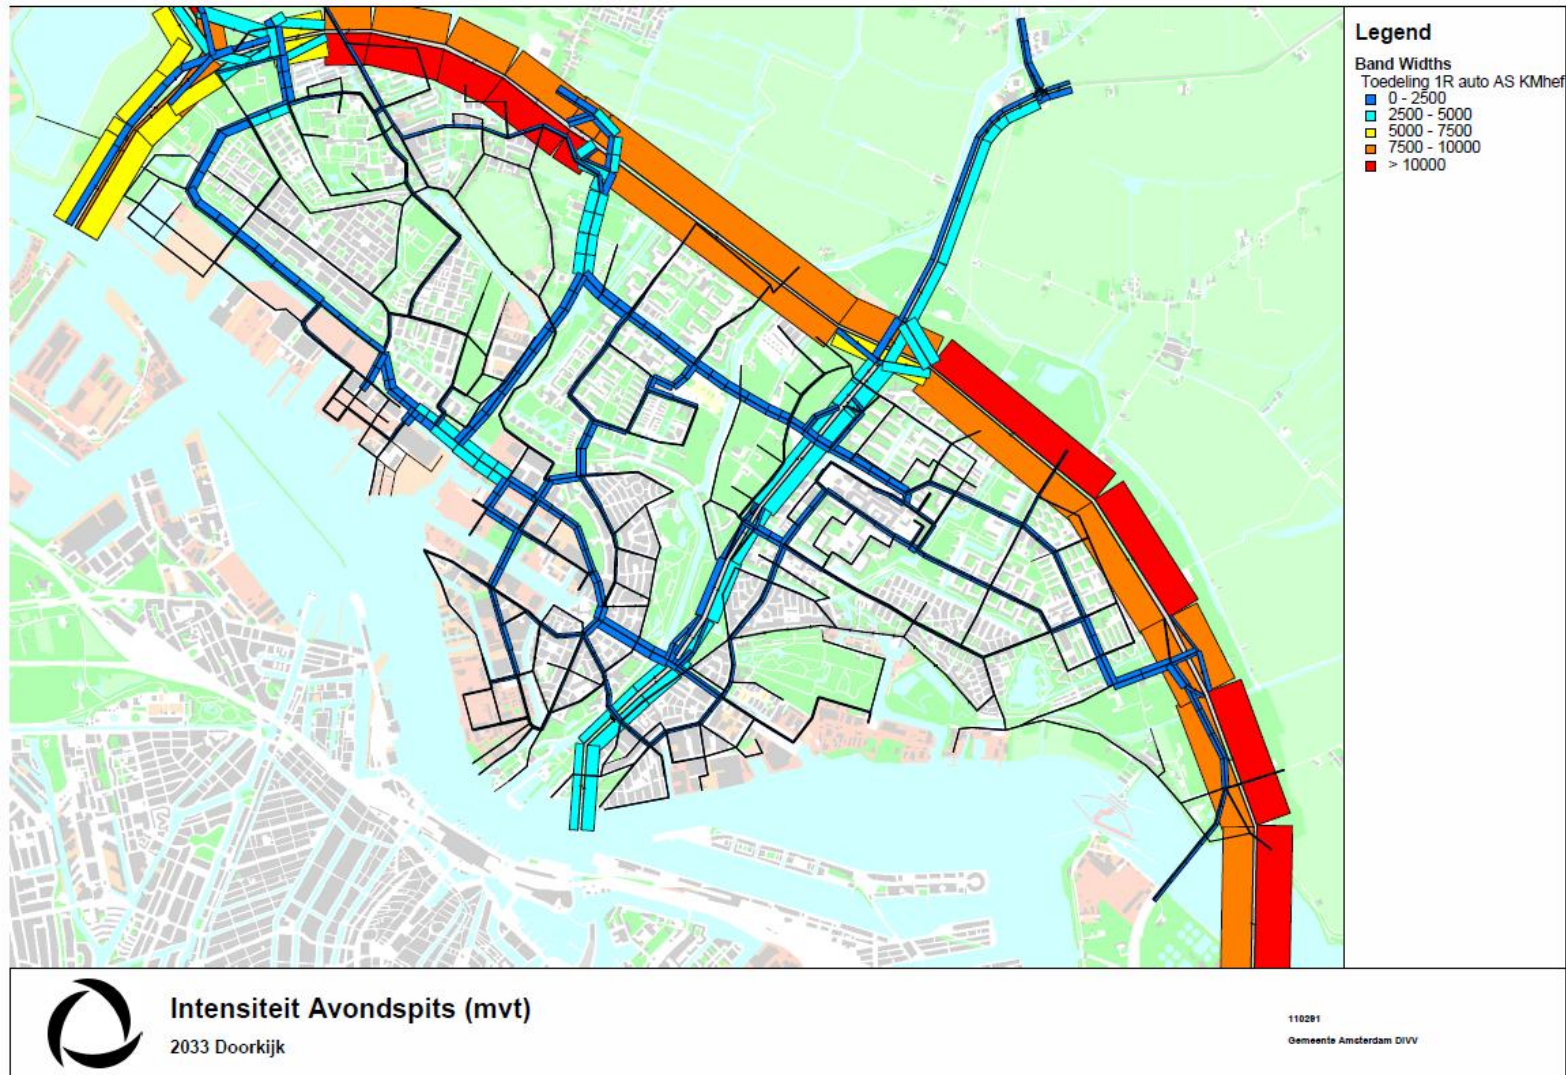 Legend
Band Widths
Toedeling 1R auto AS KMhef
0 - 2500
2500 - 5000
5000 - 7500
7500 - 10000
> 10000
Intensiteit Avondspits (mvt)
2033 Doorkijk
110281
Gemeente Amsterdam DIVV